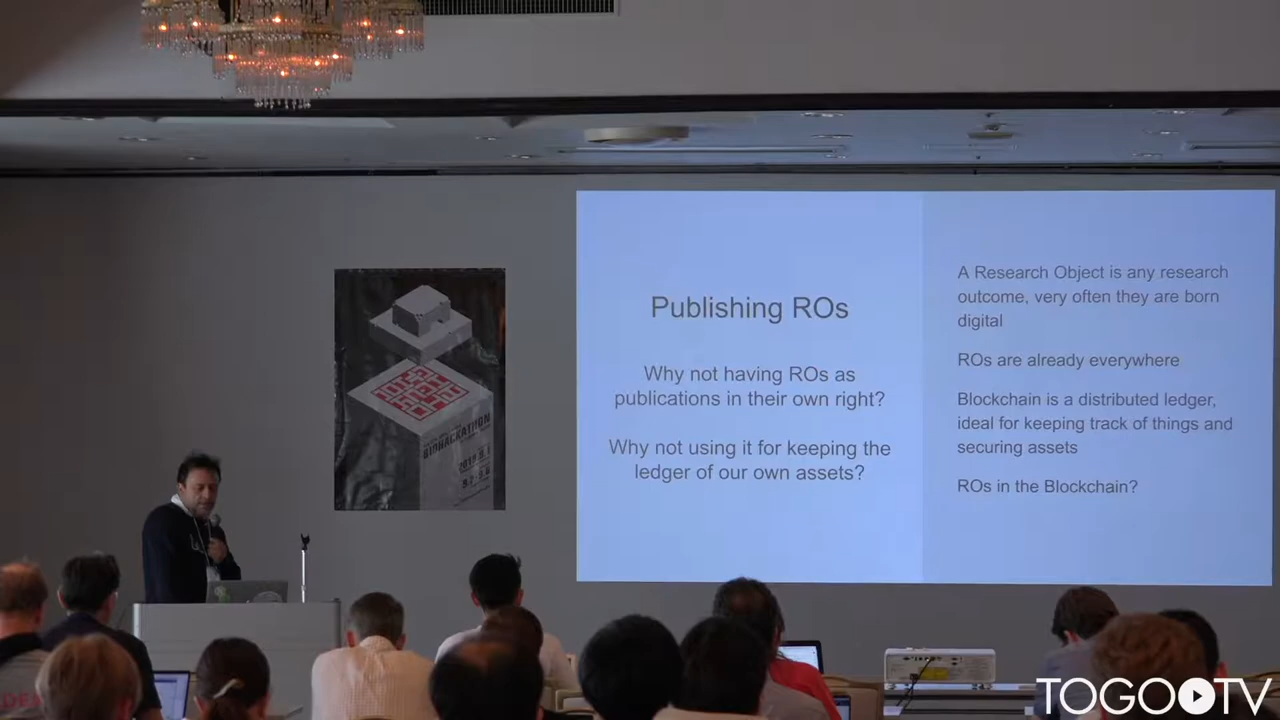 Publishing ROs
Why not having ROs as
publications in their own right?
Why not using it for keeping the
ledger of our own assets?
A Research Object is any research
outcome, very often they are born
digital
ROs are already everywhere
Blockchain is a distributed ledger,
ideal for keeping track of things and
securing assets
ROs in the Blockchain?
BIOHACKATHON
TOGO TV